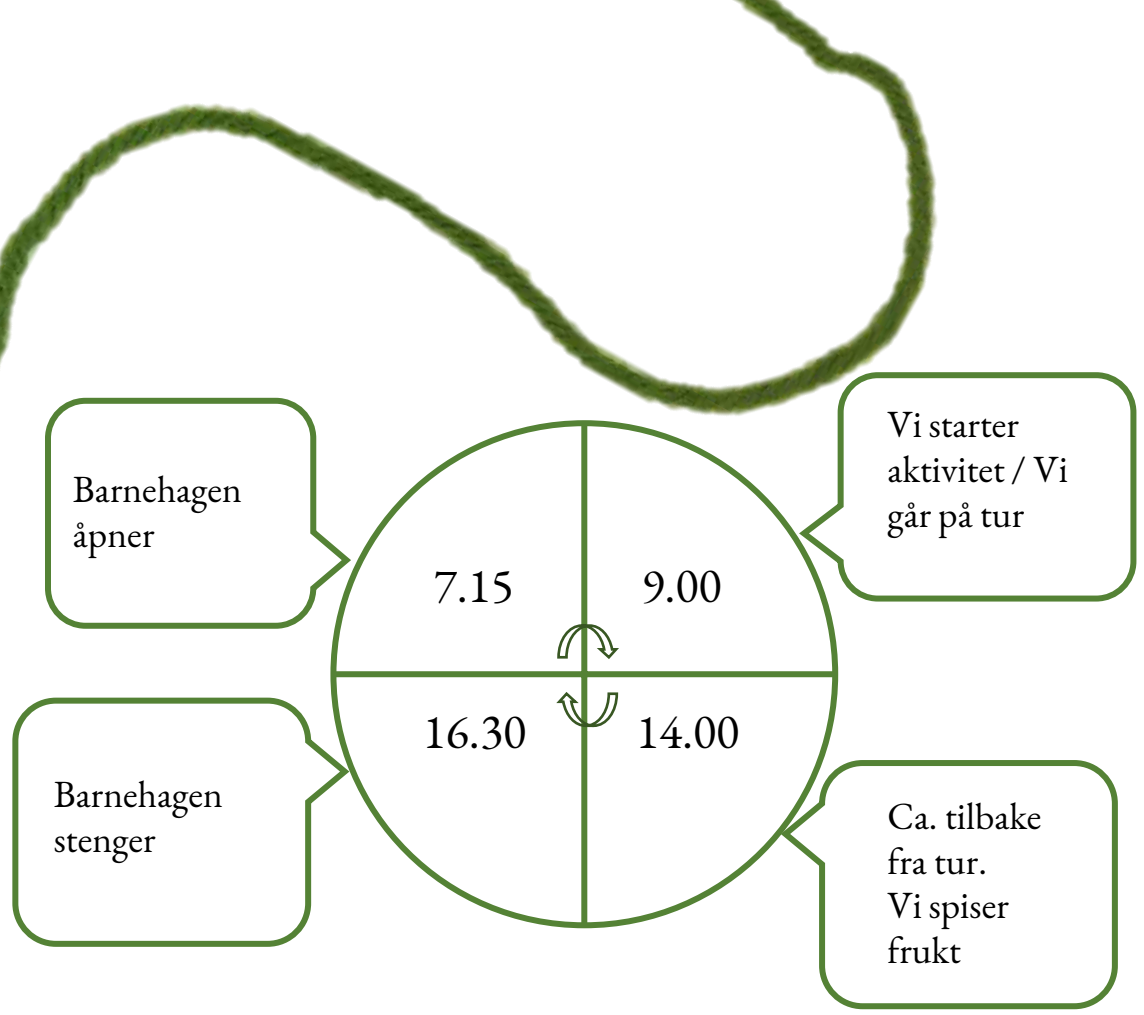 Barnehagen
åpner
7.15
9.00
Vi starter
aktivitet / Vi
går på tur
14.00
Ca. tilbake
fra tur.
Vi spiser
frukt
16.30
Barnehagen
stenger